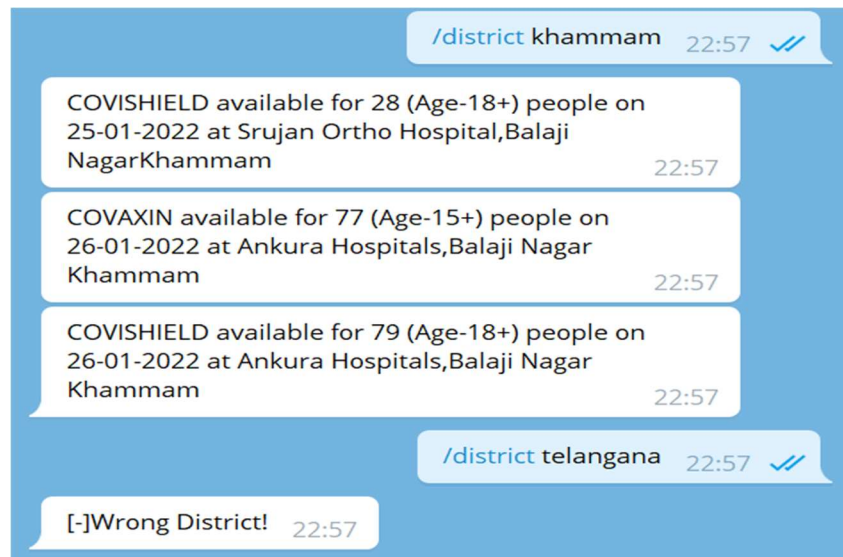 /district khammam 22:57
COVISHIELD available for 28 (Age-18+) people on
25-01-2022 at Srujan Ortho Hospital,Balaji
NagarKhammam
22:57
COVAXIN available for 77 (Age-15+) people on
26-01-2022 at Ankura Hospitals,Balaji Nagar
Khammam
22:57
COVISHIELD available for 79 (Age-18+) people on
26-01-2022 at Ankura Hospitals,Balaji Nagar
Khammam
22:57
/district telangana 22:57
[-]Wrong District! 22:57